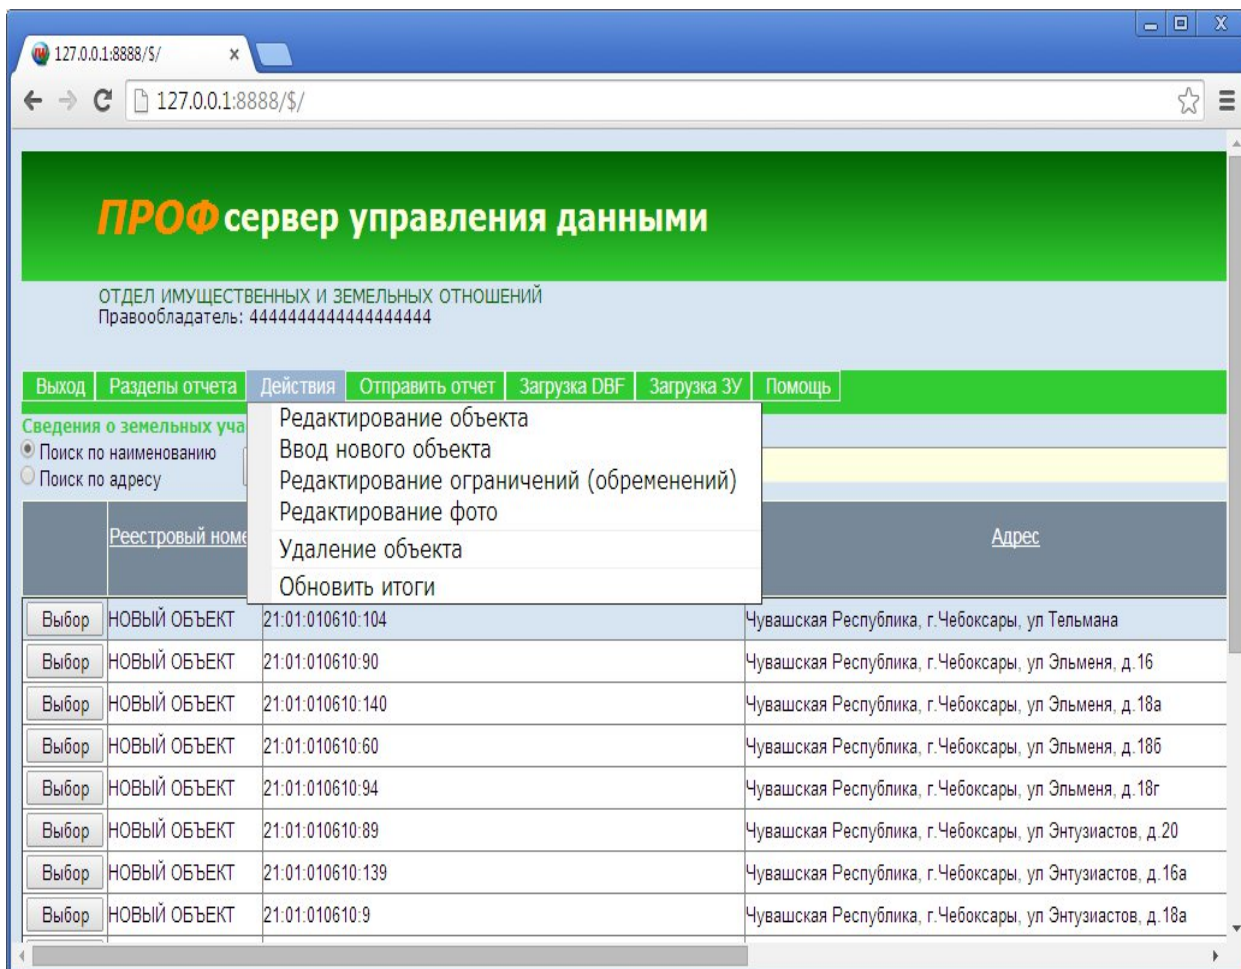 127.0.0.1:8888/$/
127.0.0.1:8888/$/
ПРОФ сервер управления данными
ОТДЕЛ ИМУЩЕСТВЕННЫХ И ЗЕМЕЛЬНЫХ ОТНОШЕНИЙ
Правообладатель: 4444444444444444444
Выход Разделы отчета Действия Отправить отчет Загрузка DBF Загрузка ЗУ Помощь
Сведения о земельных уча
Поиск по наименованию
Поиск по адресу
Редактирование объекта
Ввод нового объекта
Редактирование ограничений (обременений)
Редактирование фото
Удаление объекта
Обновить итоги
Реестровый номе Адрес
Выбор НОВЫЙ ОБЪЕКТ 21:01:010610:104 Чувашская Республика, г.Чебоксары, ул Тельмана
Выбор НОВЫЙ ОБЪЕКТ 21:01:010610:90 Чувашская Республика, г.Чебоксары, ул Эльменя, д.16
Выбор НОВЫЙ ОБЪЕКТ 21:01:010610:140 Чувашская Республика, г.Чебоксары, ул Эльменя, д.18а
Выбор НОВЫЙ ОБЪЕКТ 21:01:010610:60 Чувашская Республика, г.Чебоксары, ул Эльменя, д.18б
Выбор НОВЫЙ ОБЪЕКТ 21:01:010610:94 Чувашская Республика, г.Чебоксары, ул Эльменя, д.18г
Выбор НОВЫЙ ОБЪЕКТ 21:01:010610:89 Чувашская Республика, г.Чебоксары, ул Энтузиастов, д.20
Выбор НОВЫЙ ОБЪЕКТ 21:01:010610:139 Чувашская Республика, г.Чебоксары, ул Энтузиастов, д.16а
Выбор НОВЫЙ ОБЪЕКТ 21:01:010610:9 Чувашская Республика, г.Чебоксары, ул Энтузиастов, д.18а